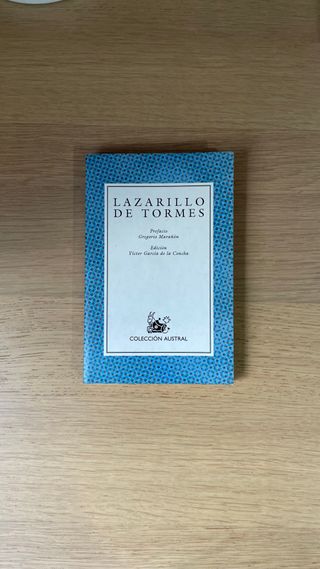 LAZARILLO
DE TORMES
Prefacio
Gregorio Marañón
Edición
Víctor García de la Concha
COLECCIÓN AUSTRAL